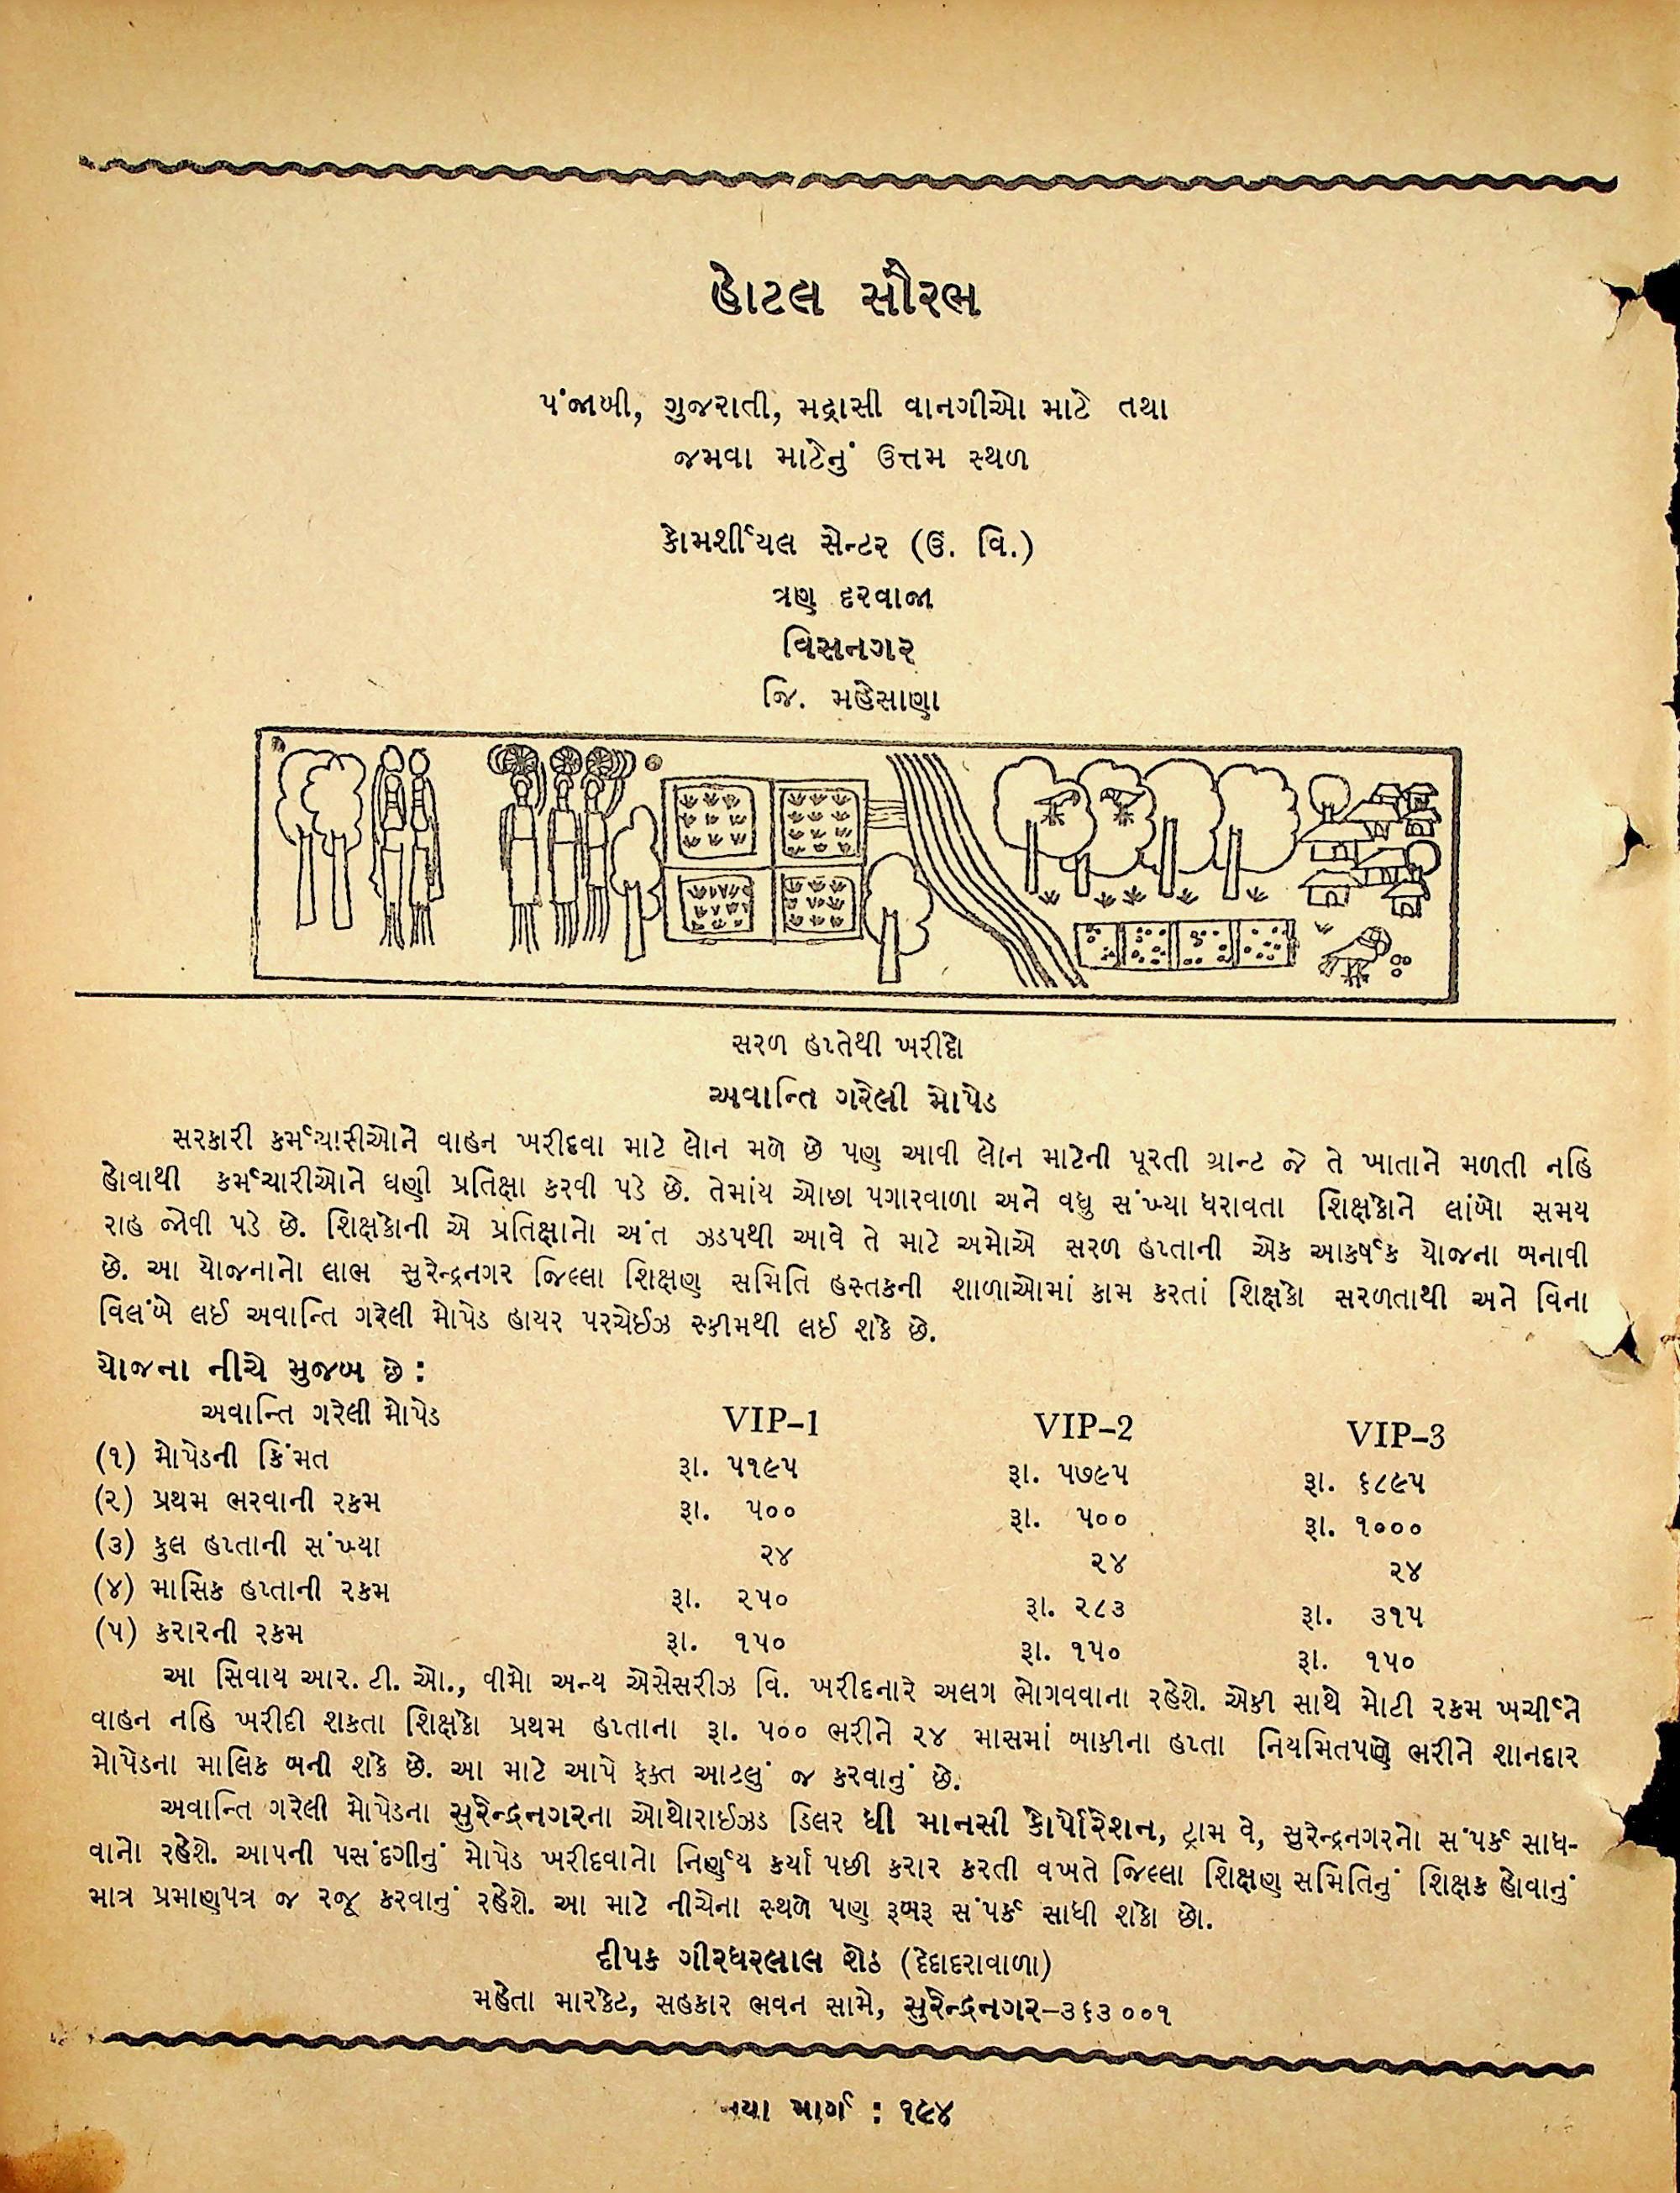 હોટલ સૌરભ
પંજાબી, ગુજરાતી, મદ્રાસી વાનગીઓ માટે તથા
જમવા માટેનું ઉત્તમ સ્થળ
કોમર્શીયલ સેન્ટર (ઉ. વિ.)
ત્રણ દરવાજા
વિસનગર
જિ. મહેસાણા
સરળ હપ્તેથી ખરીદો
અવાન્તિ ગરેલી મોપેડ
સરકારી કર્મચારીઓને વાહન ખરીદવા માટે લોન મળે છે પણ આવી લોન માટેની પૂરતી ગ્રાન્ટ જે તે ખાતાને મળતી નહિ
હોવાથી કર્મચારીઓને ઘણી પ્રતિક્ષા કરવી પડે છે. તેમાંય ઓછા પગારવાળા અને વધુ સંખ્યા ધરાવતા શિક્ષકોને લાંબો સમય
રાહ જોવી પડે છે. શિક્ષકોની એ પ્રતિક્ષાનો અંત ઝડપથી આવે તે માટે અમોએ સરળ હપ્તાની એક આકર્ષક યોજના બનાવી
છે. આ યોજનાનો લાભ સુરેન્દ્રનગર જિલ્લા શિક્ષણ સમિતિ હસ્તકની શાળાઓમાં કામ કરતાં શિક્ષકો સરળતાથી અને વિના
વિલંબે લઈ અવાન્તિ ગરેલી મોપેડ હાયર પરચેઈઝ સ્કીમથી લઈ શકે છે.
યોજના નીચે મુજબ છે :
અવાન્તિ ગરેલી મોપેડ VIP-1 VIP-2 VIP-3
(૧) મોપેડની કિંમત રૂા. ૫૧૯૫ રૂા. ૫૭૯૫ રૂા. ૬૮૯૫
(૨) પ્રથમ ભરવાની રકમ રૂા. ૫૦૦ રૂા. ૫૦૦ રૂા. ૧૦૦૦
(૩) કુલ હપ્તાની સંખ્યા ૨૪ ૨૪ ૨૪
(૪) માસિક હપ્તાની રકમ રૂા. ૨૫૦ રૂા. ૨૮૩ રૂા. ૩૧૫
(૫) કરારની રકમ રૂા. ૧૫૦ રૂા. ૧૫૦ રૂા. ૧૫૦
આ સિવાય આર. ટી. ઓ., વીમો અન્ય એસેસરીઝ વિ. ખરીદનારે અલગ ભોગવવાના રહેશે. એકી સાથે મોટી રકમ ખર્ચીને
વાહન નહિ ખરીદી શકતા શિક્ષકો પ્રથમ હપ્તાના રૂા. ૫૦૦ ભરીને ૨૪ માસમાં બાકીના હપ્તા નિયમિતપણે ભરીને શાનદાર
મોપેડના માલિક બની શકે છે. આ માટે આપે ફક્ત આટલું જ કરવાનું છે.
અવાન્તિ ગરેલી મોપેડના સુરેન્દ્રનગરના ઓથોરાઈઝડ ડિલર ધી માનસી કોર્પોરેશન, ટ્રામ વે, સુરેન્દ્રનગરનો સંપર્ક સાધ-
વાનો રહેશે. આપની પસંદગીનું મોપેડ ખરીદવાનો નિર્ણય કર્યા પછી કરાર કરતી વખતે જિલ્લા શિક્ષણ સમિતિનું શિક્ષક હોવાનું
માત્ર પ્રમાણપત્ર જ રજૂ કરવાનું રહેશે. આ માટે નીચેના સ્થળે પણ રૂબરૂ સંપર્ક સાધી શકો છો.
દીપક ગીરધરલાલ શેઠ (દેદાદરાવાળા)
મહેતા મારકેટ, સહકાર ભવન સામે, સુરેન્દ્રનગર-૩૬૩૦૦૧
નયા માર્ગ : ૧૯૪